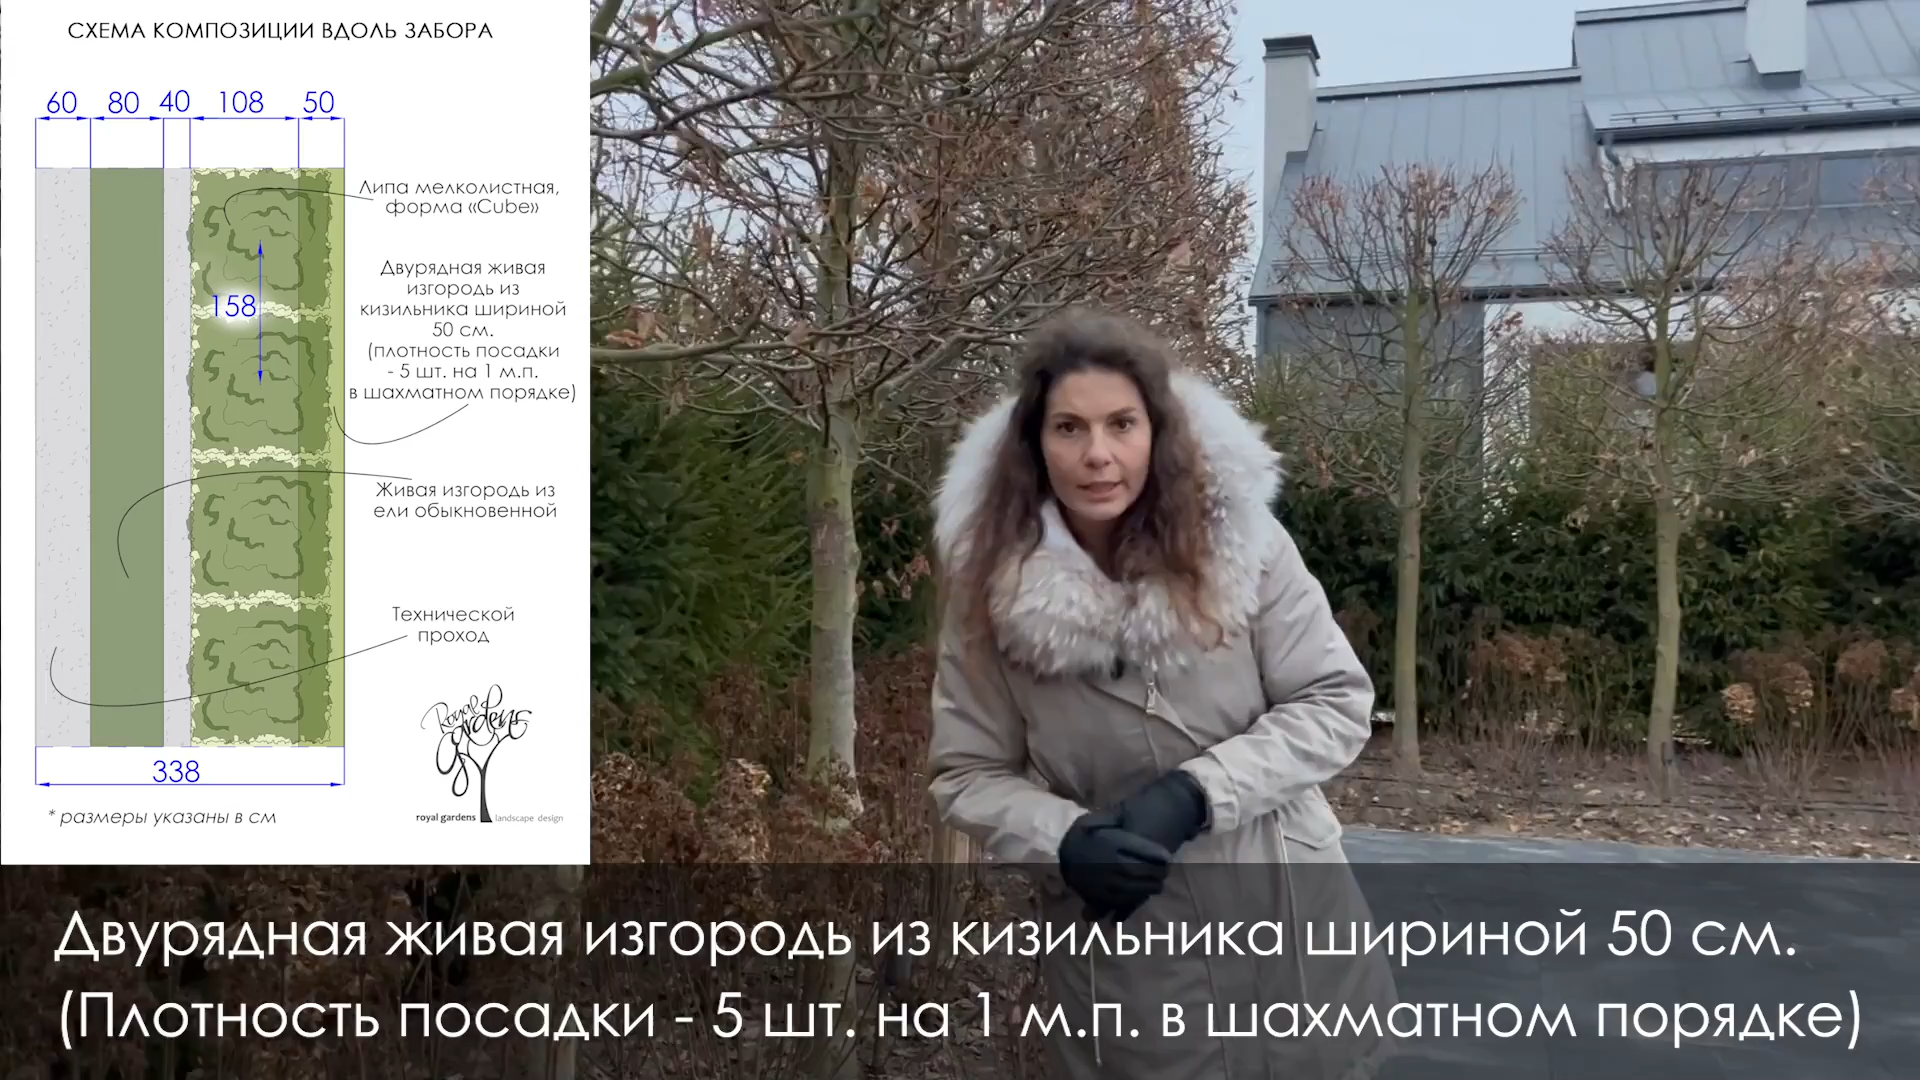 СХЕМА КОМПОЗИЦИИ ВДОЛЬ ЗАБОРА
60 80 40 108 50
Липа мелколистная,
форма «Cube»
Двурядная живая
изгородь из
кизильника шириной
50 см.
(плотность посадки
- 5 шт. на 1 м.п.
в шахматном порядке)
158
Живая изгородь из
ели обыкновенной
Технической
проход
338
* размеры указаны в см
Royal
gardens
royal gardens landscape design
Двурядная живая изгородь из кизильника шириной 50 см.
(Плотность посадки - 5 шт. на 1 м.п. в шахматном порядке)